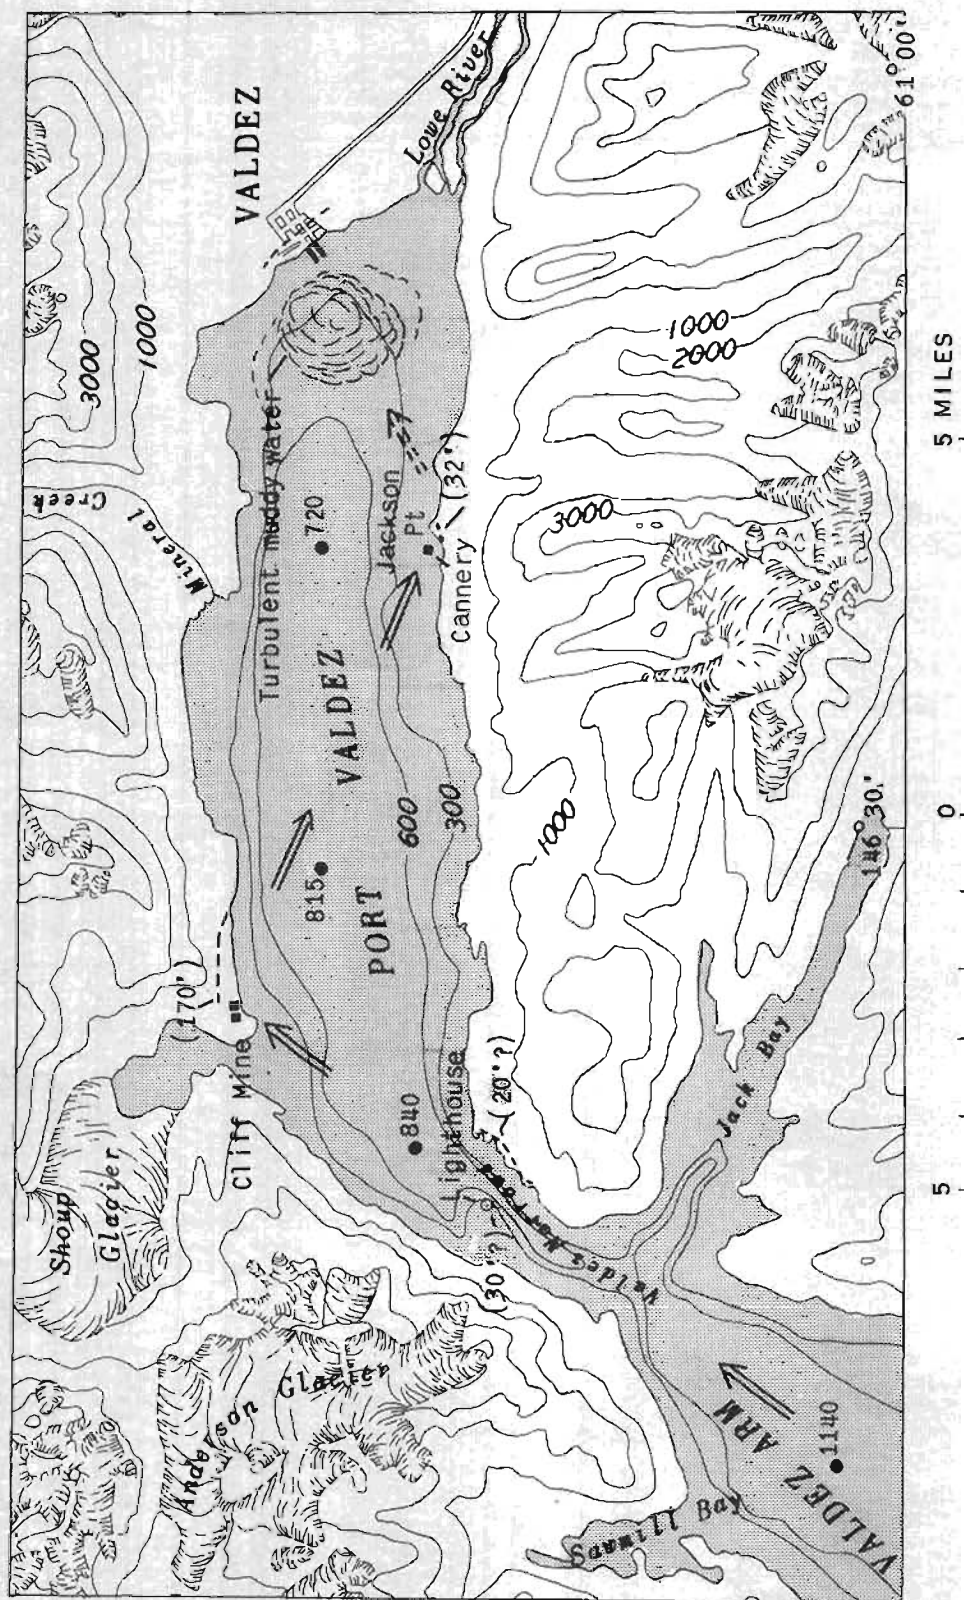 VALDEZ
Lowe River
61°00'
3000
1000
1000
2000
5 MILES
Mineral
Creek
Turbulent muddy water
720
Jackson
Pt
Cannery
(32')
3000
PORT VALDEZ
815
600
300
1000
0
146°30.'
(170')
Cliff Mine
Shoup
Glacier
840
Lighthouse
(20'?)
Valdez Narrows
(30'?)
Jack Bay
5
Anderson Glacier
VALDEZ ARM
1140
Sawmill Bay